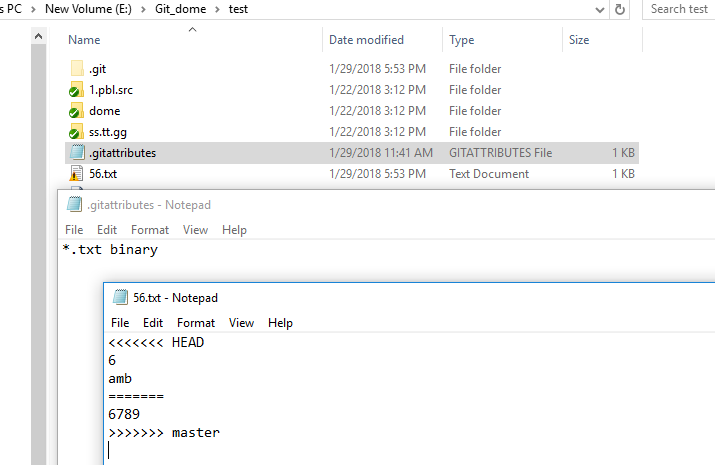 s PC > New Volume (E:) > Git_dome > test
Search test
Name Date modified Type Size
.git 1/29/2018 5:53 PM File folder
1.pbl.src 1/22/2018 3:12 PM File folder
dome 1/22/2018 3:12 PM File folder
ss.tt.gg 1/22/2018 3:12 PM File folder
.gitattributes 1/29/2018 11:41 AM GITATTRIBUTES File 1 KB
56.txt 1/29/2018 5:53 PM Text Document 1 KB
.gitattributes - Notepad
File Edit Format View Help
*.txt binary
56.txt - Notepad
File Edit Format View Help
<<<<<<< HEAD
6
amb
=======
6789
>>>>>>> master